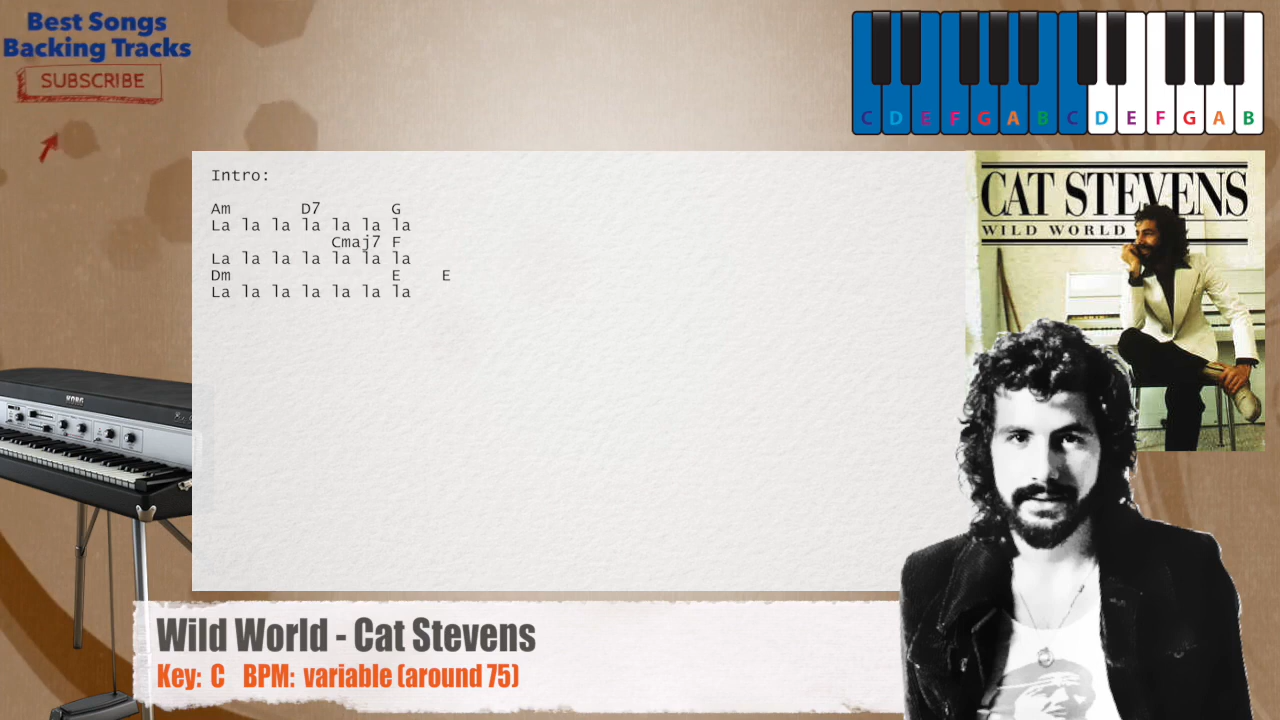 Best Songs
Backing Tracks
SUBSCRIBE
C D E F G A B C D E F G A B
Intro:
Am D7 G
La la la la la la la
Cmaj7 F
La la la la la la la
Dm E E
La la la la la la la
CAT STEVENS
WILD WORLD
KORG
Wild World - Cat Stevens
Key: C BPM: variable (around 75)